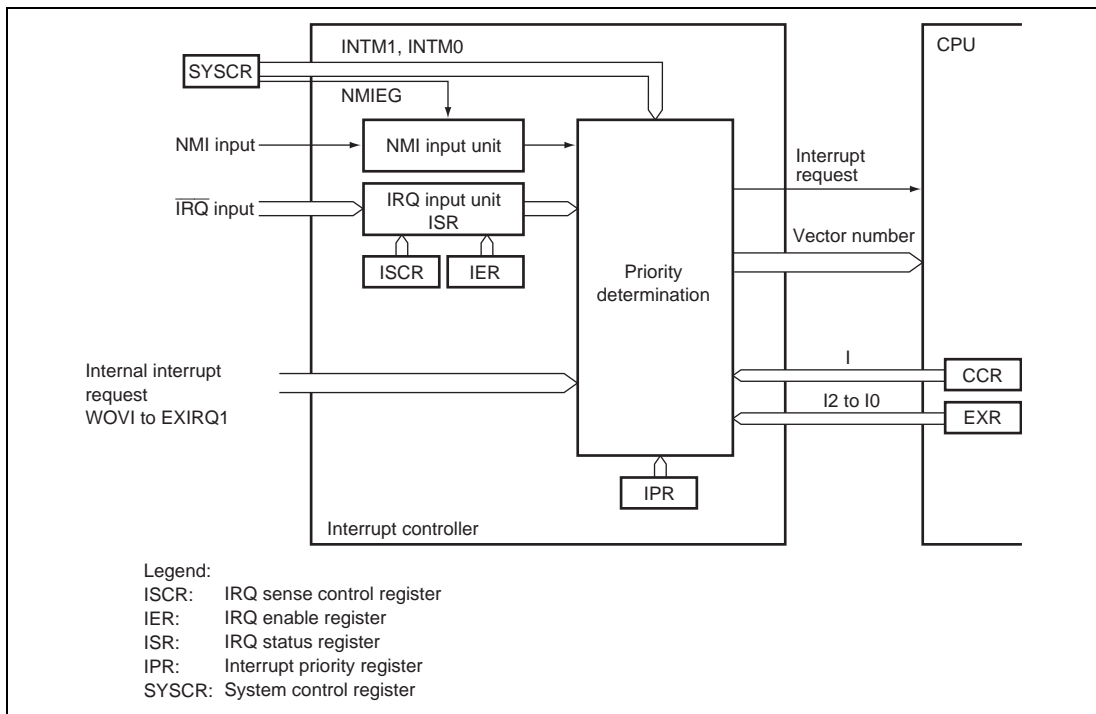 INTM1, INTM0
CPU
SYSCR
NMIEG
NMI input
NMI input unit
Interrupt
request
IRQ input
IRQ input unit
ISR
Vector number
ISCR
IER
Priority
determination
Internal interrupt
request
WOVI to EXIRQ1
I
CCR
I2 to I0
EXR
IPR
Interrupt controller
Legend:
ISCR: IRQ sense control register
IER: IRQ enable register
ISR: IRQ status register
IPR: Interrupt priority register
SYSCR: System control register